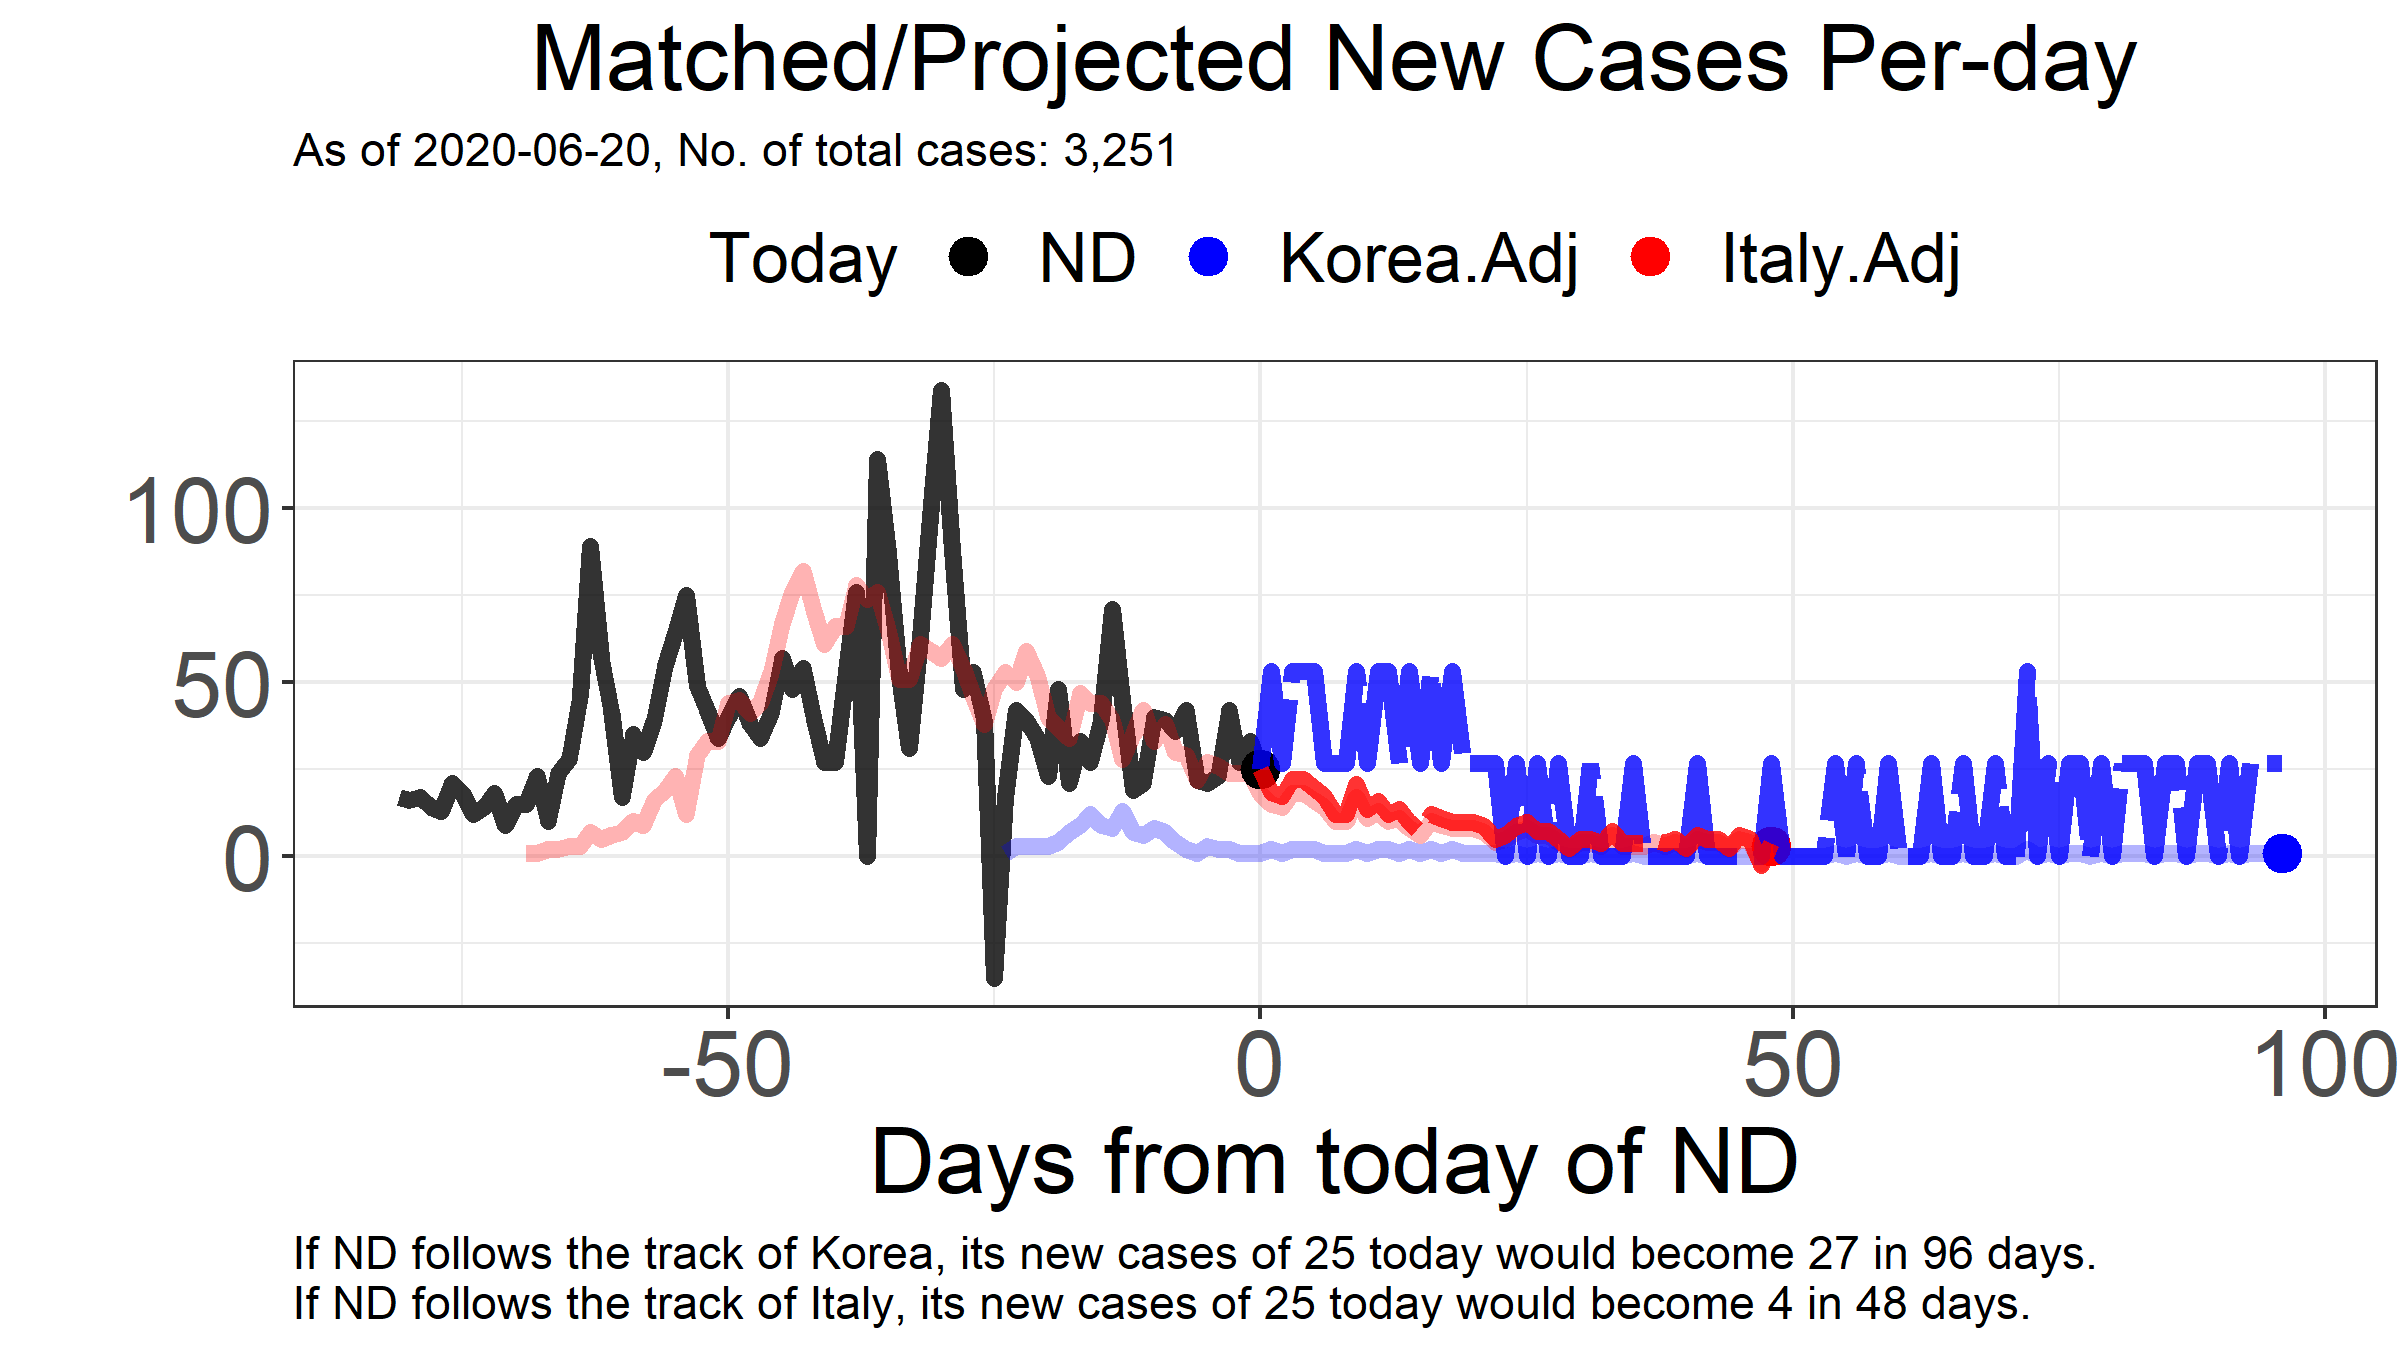 Matched/Projected New Cases Per-day
As of 2020-06-20, No. of total cases: 3,251
Today ND Korea.Adj Italy.Adj
100
50
0
-50 0 50 100
Days from today of ND
If ND follows the track of Korea, its new cases of 25 today would become 27 in 96 days.
If ND follows the track of Italy, its new cases of 25 today would become 4 in 48 days.